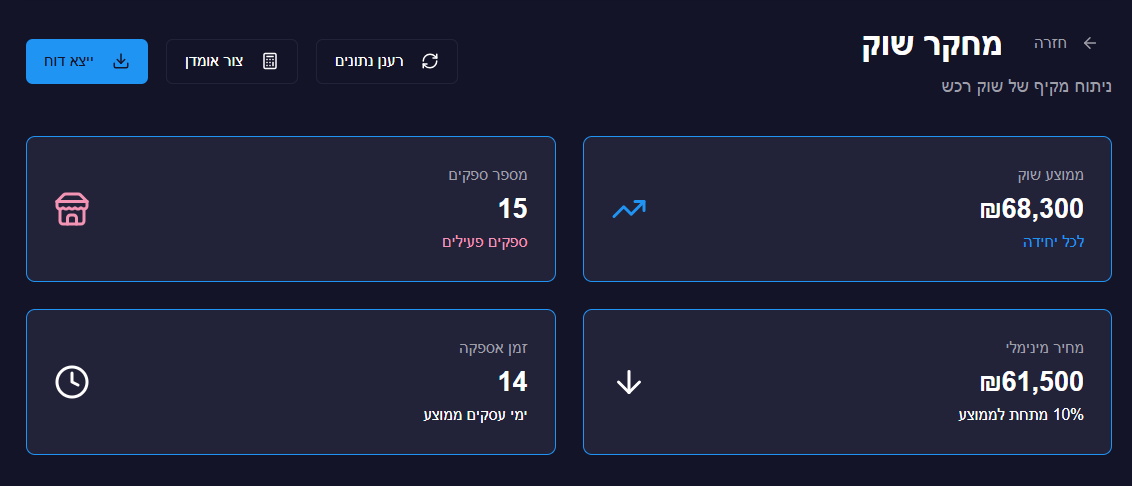 חזרה
מחקר שוק
ניתוח מקיף של שוק רכש
רענן נתונים
צור אומדן
ייצא דוח
ממוצע שוק
₪68,300
לכל יחידה
מספר ספקים
15
ספקים פעילים
מחיר מינימלי
₪61,500
10% מתחת לממוצע
זמן אספקה
14
ימי עסקים ממוצע